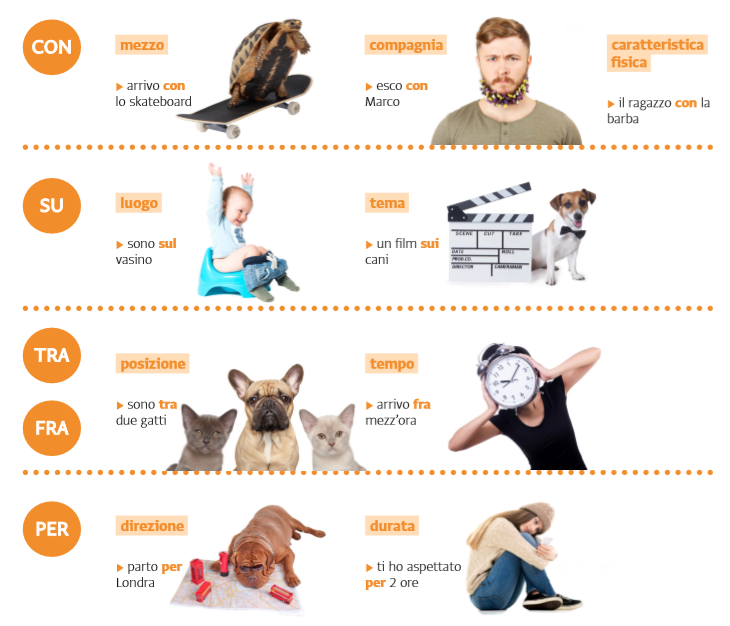 CON
mezzo
▶ arrivo con
lo skateboard
compagnia
▶ esco con
Marco
caratteristica
fisica
▶ il ragazzo con la
barba
SU
luogo
▶ sono sul
vasino
tema
▶ un film sui
cani
SCENE CUT TAKE
DATE ROLL
PROD.CO.
DIRECTOR CAMERAMAN
TRA
FRA
posizione
▶ sono tra
due gatti
tempo
▶ arrivo fra
mezz'ora
PER
direzione
▶ parto per
Londra
durata
▶ ti ho aspettato
per 2 ore